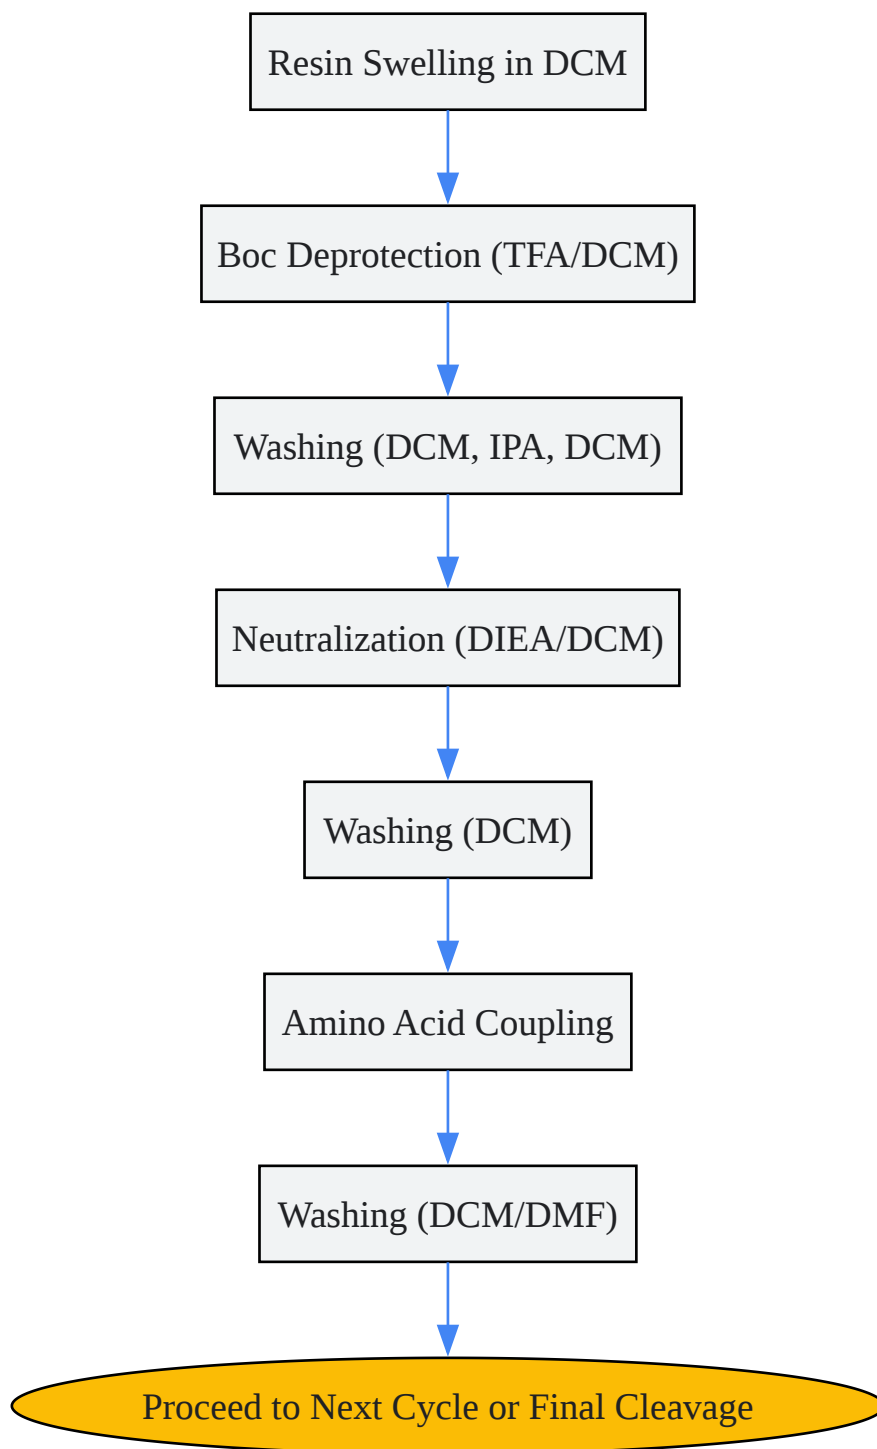 Resin Swelling in DCM
Boc Deprotection (TFA/DCM)
Washing (DCM, IPA, DCM)
Neutralization (DIEA/DCM)
Washing (DCM)
Amino Acid Coupling
Washing (DCM/DMF)
Proceed to Next Cycle or Final Cleavage